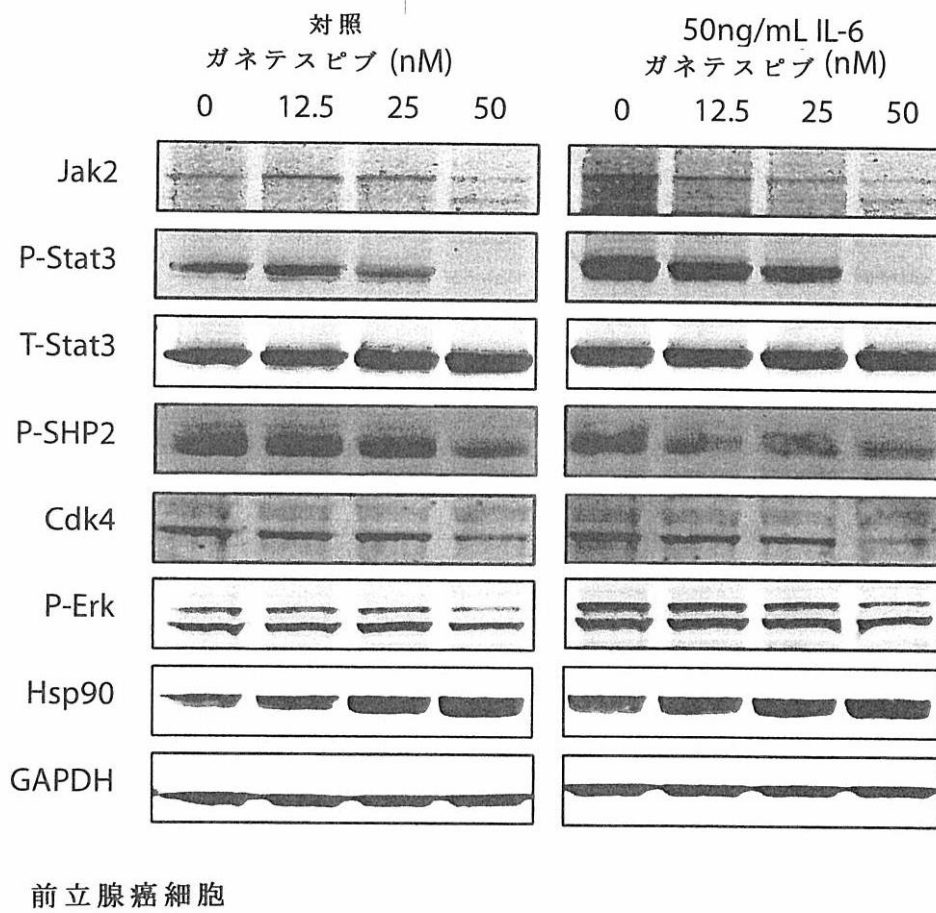 対照
ガネテスピブ (nM)
0 12.5 25 50
50ng/mL IL-6
ガネテスピブ (nM)
0 12.5 25 50
Jak2
P-Stat3
T-Stat3
P-SHP2
Cdk4
P-Erk
Hsp90
GAPDH
前立腺癌細胞